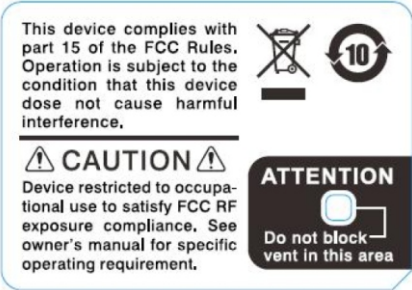 This device complies with
part 15 of the FCC Rules.
Operation is subject to the
condition that this device
dose not cause harmful
interference.
10
CAUTION
Device restricted to occupa-
tional use to satisfy FCC RF
exposure compliance. See
owner's manual for specific
operating requirement.
ATTENTION
Do not block
vent in this area